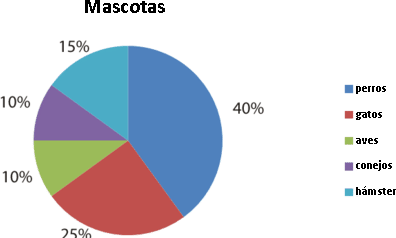 Mascotas
15%
40%
10%
10%
25%
perros
gatos
aves
conejos
hámster